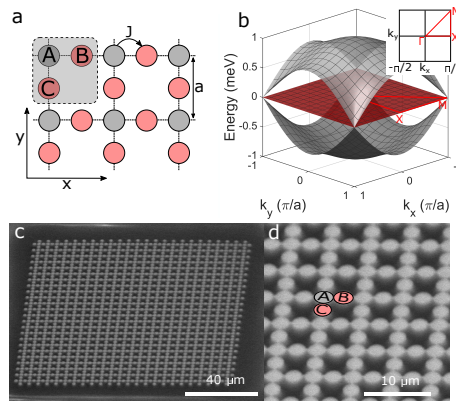 a
A
B
C
J
a
y
x
b
Energy (meV)
1
0.5
0
-0.5
-1
-1
0
1
k_y (π/a)
1
0
-1
k_x (π/a)
X
M
k_y
Γ
M
X
-π/2
k_x
π/
c
40 μm
d
A
B
C
10 μm